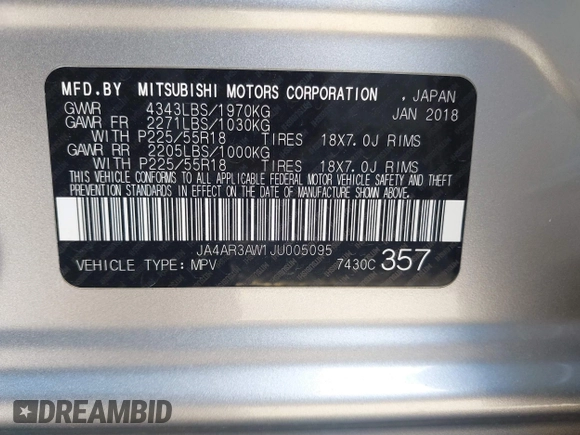 MFD.BY MITSUBISHI MOTORS CORPORATION , JAPAN
GVWR 4343LBS/1970KG JAN 2018
GAWR FR 2271LBS/1030KG
WITH P225/55R18 TIRES 18X7.0J RIMS
GAWR RR 2205LBS/1000KG
WITH P225/55R18 TIRES 18X7.0J RIMS
THIS VEHICLE CONFORMS TO ALL APPLICABLE FEDERAL MOTOR VEHICLE SAFETY AND THEFT
PREVENTION STANDARDS IN EFFECT ON THE DATE OF MANUFACTURE SHOWN ABOVE.
JA4AR3AW1JU005095
VEHICLE TYPE: MPV 7430C 357
DREAMBID